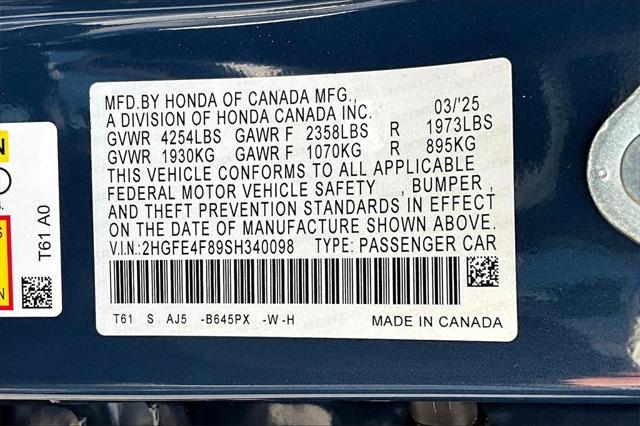 MFD.BY HONDA OF CANADA MFG., 03/'25
A DIVISION OF HONDA CANADA INC.
GVWR 4254LBS GAWR F 2358LBS R 1973LBS
GVWR 1930KG GAWR F 1070KG R 895KG
THIS VEHICLE CONFORMS TO ALL APPLICABLE
FEDERAL MOTOR VEHICLE SAFETY , BUMPER ,
AND THEFT PREVENTION STANDARDS IN EFFECT
ON THE DATE OF MANUFACTURE SHOWN ABOVE.
V.I.N.:2HGFE4F89SH340098 TYPE:PASSENGER CAR
T61 S AJ5 -B645PX -W-H MADE IN CANADA
T61 A0